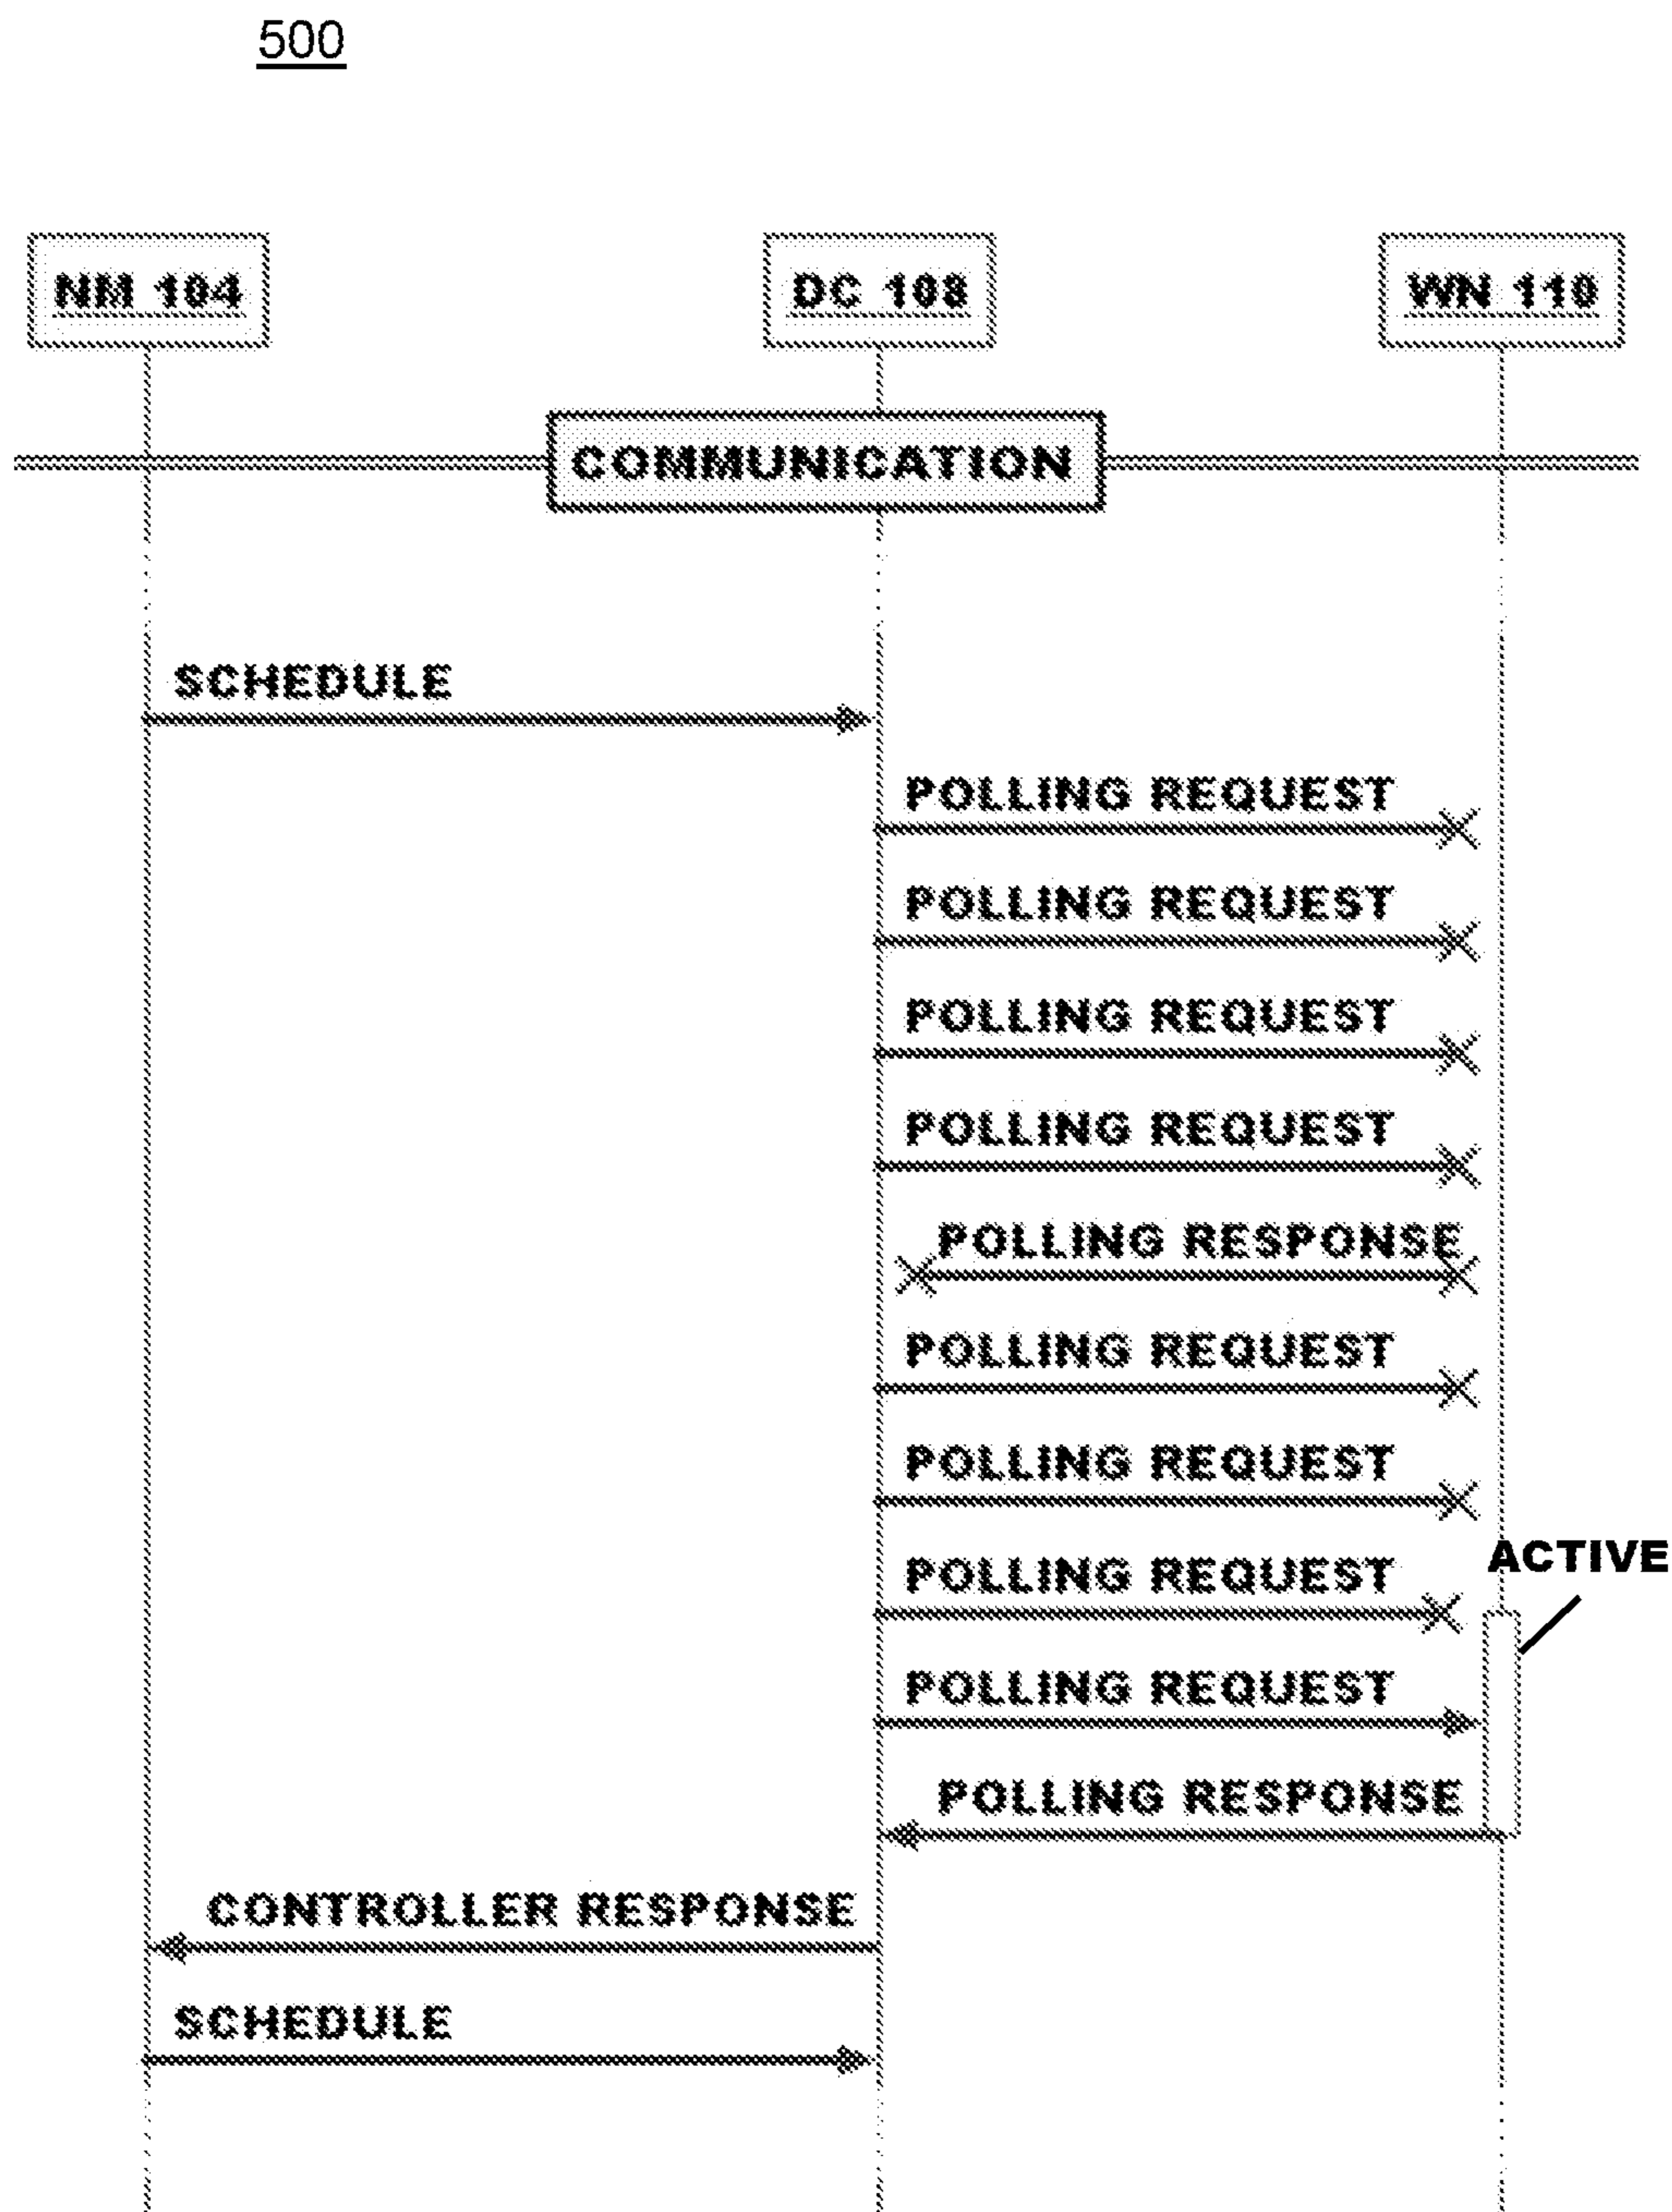 500
NM 104
DC 108
WN 110
COMMUNICATION
SCHEDULE
POLLING REQUEST
POLLING REQUEST
POLLING REQUEST
POLLING REQUEST
POLLING RESPONSE
POLLING REQUEST
POLLING REQUEST
ACTIVE
POLLING REQUEST
POLLING REQUEST
POLLING RESPONSE
CONTROLLER RESPONSE
SCHEDULE